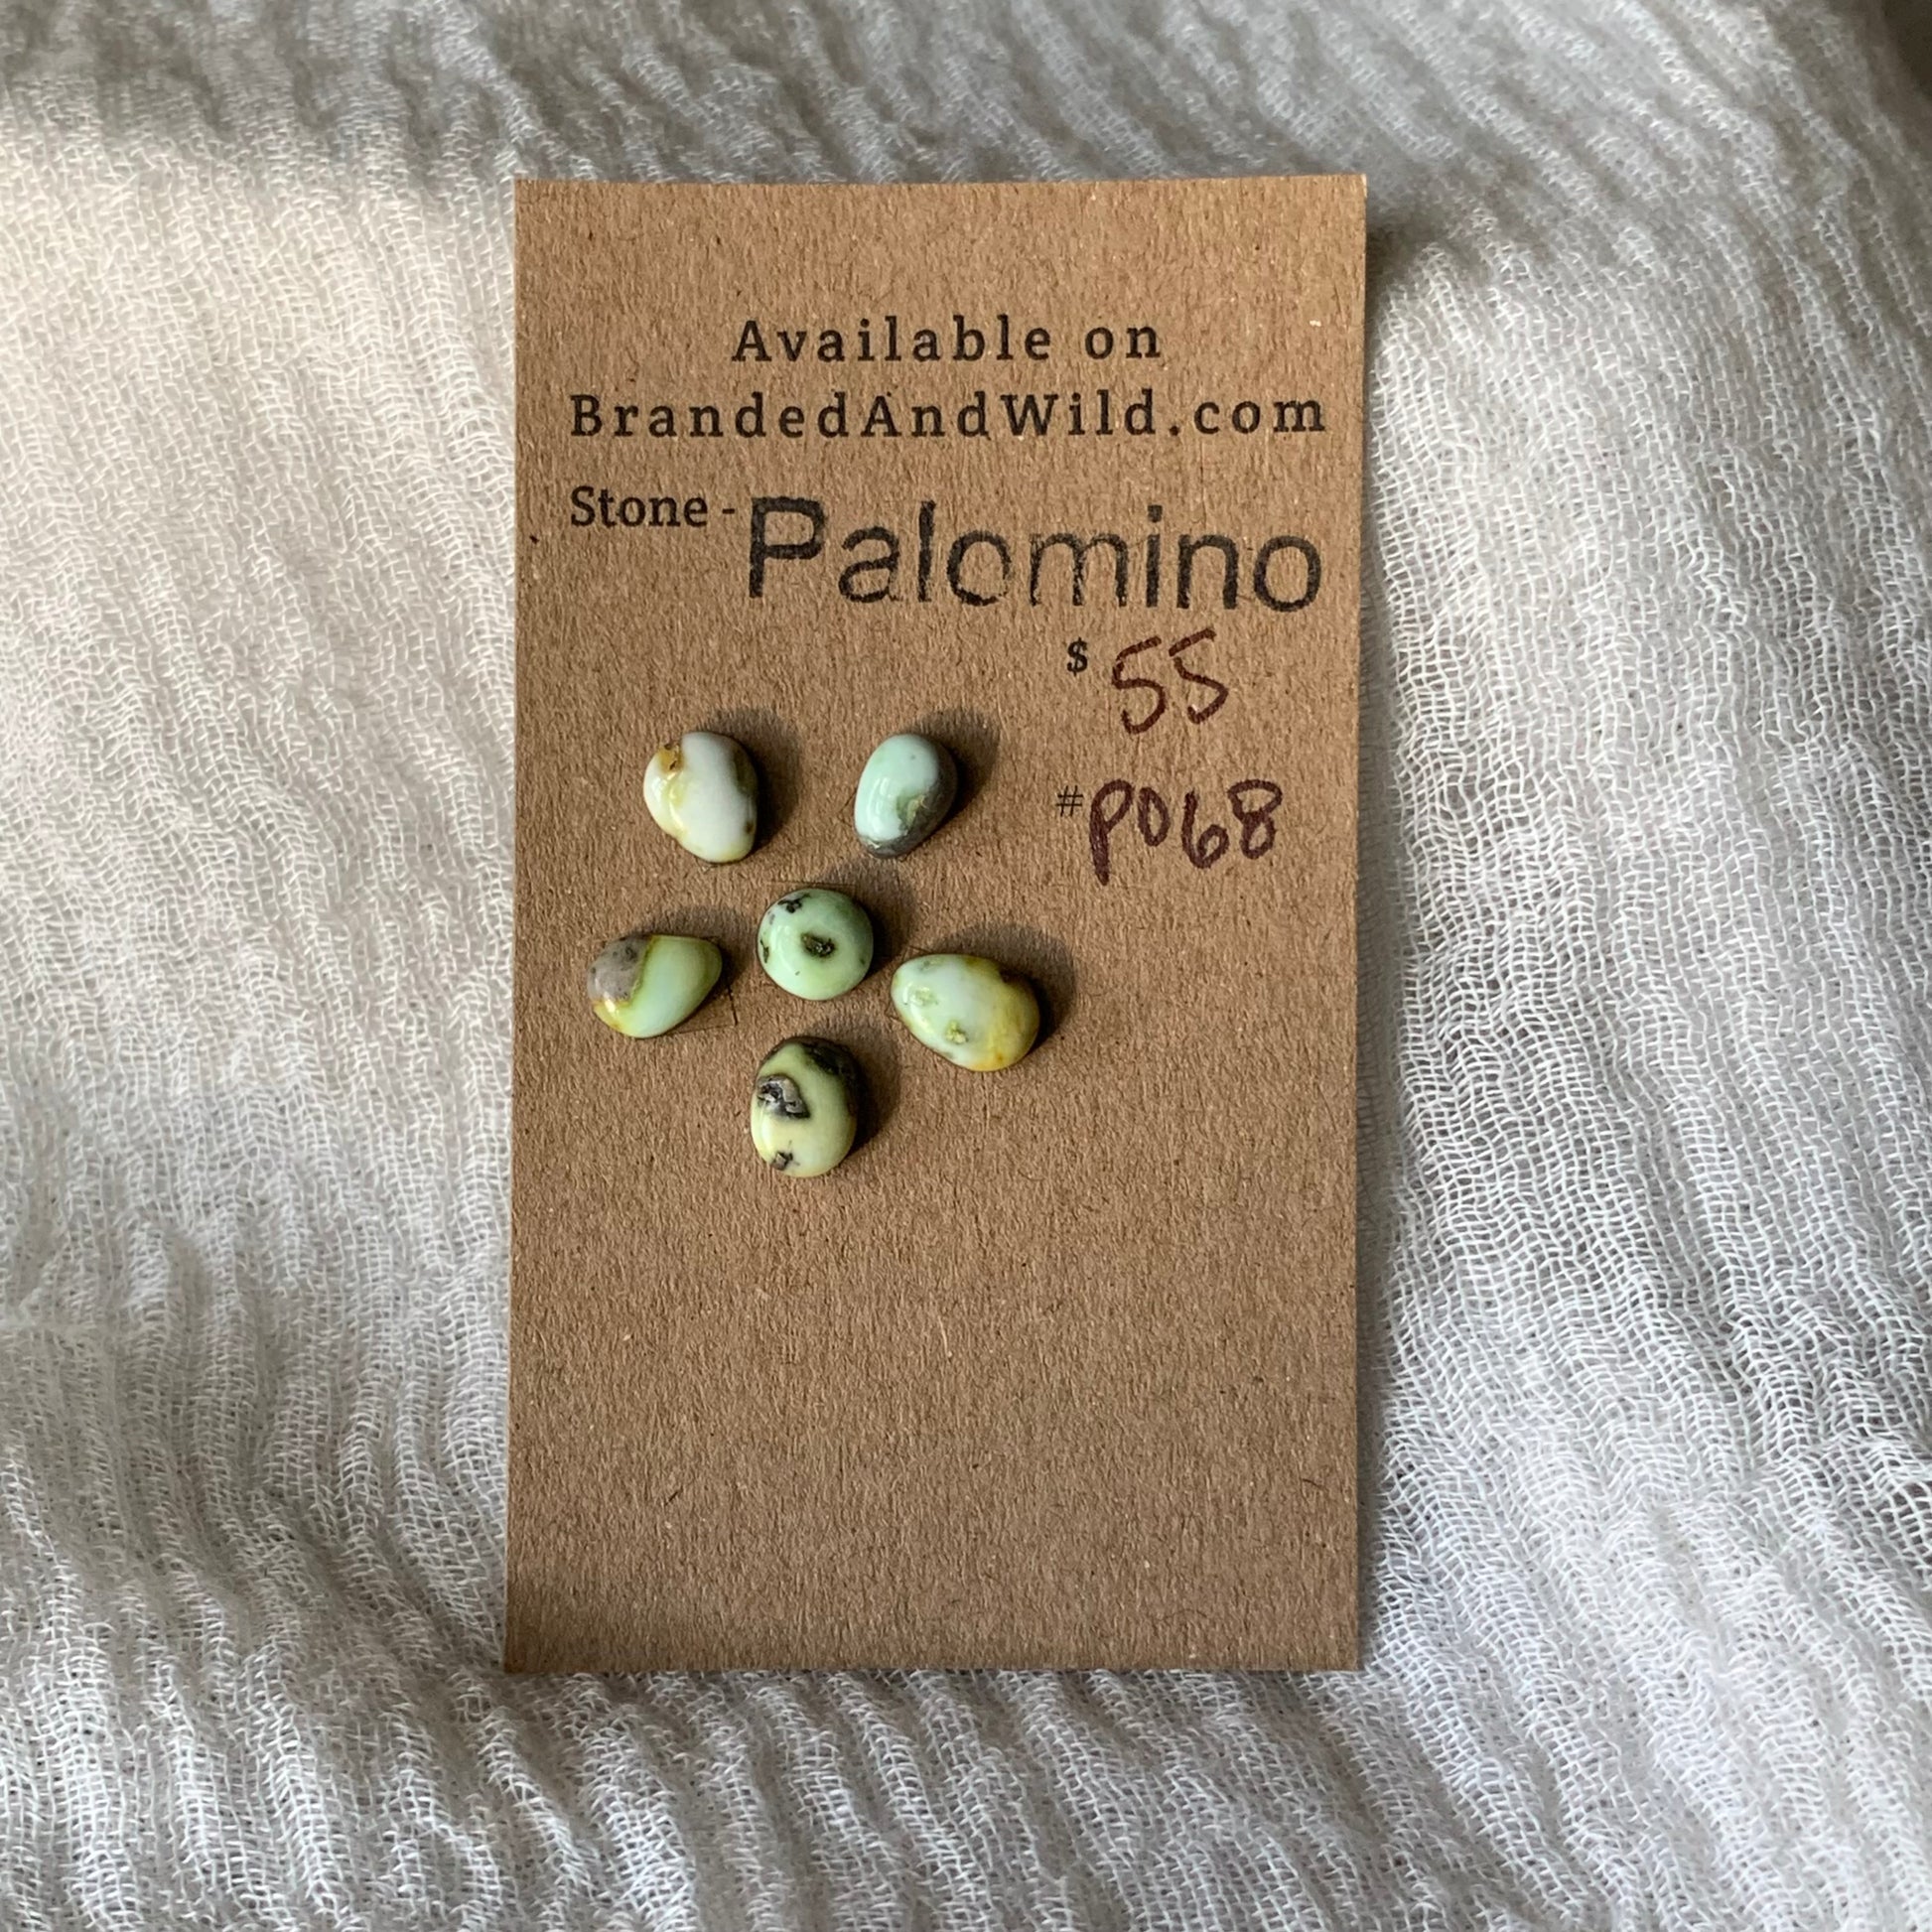 Available on
BrandedAndWild.com
Stone - Palomino
$ 55
# P068